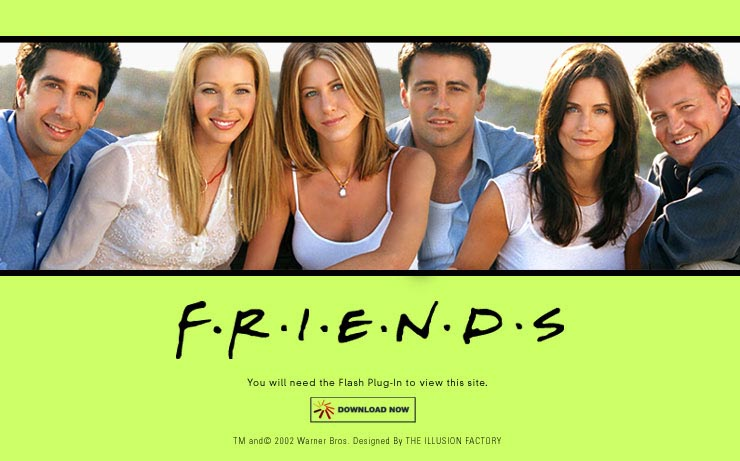 F·R·I·E·N·D·S
You will need the Flash Plug-In to view this site.
DOWNLOAD NOW
TM and© 2002 Warner Bros. Designed By THE ILLUSION FACTORY